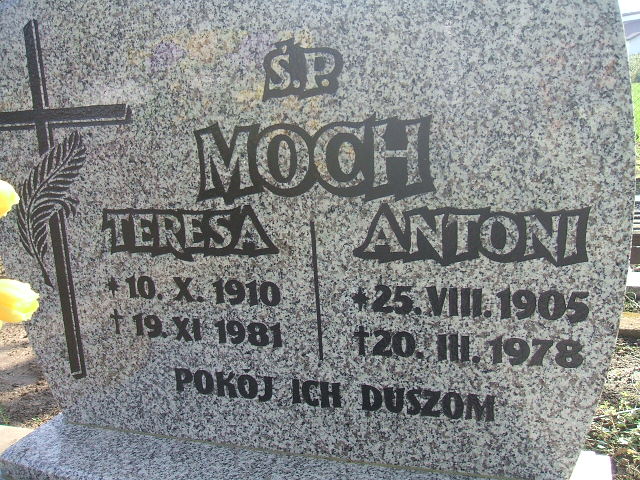 Ś.P.
MOCH
TERESA
* 10. X. 1910
† 19. XI 1981
ANTONI
* 25. VIII. 1905
† 20. III. 1978
POKÓJ ICH DUSZOM